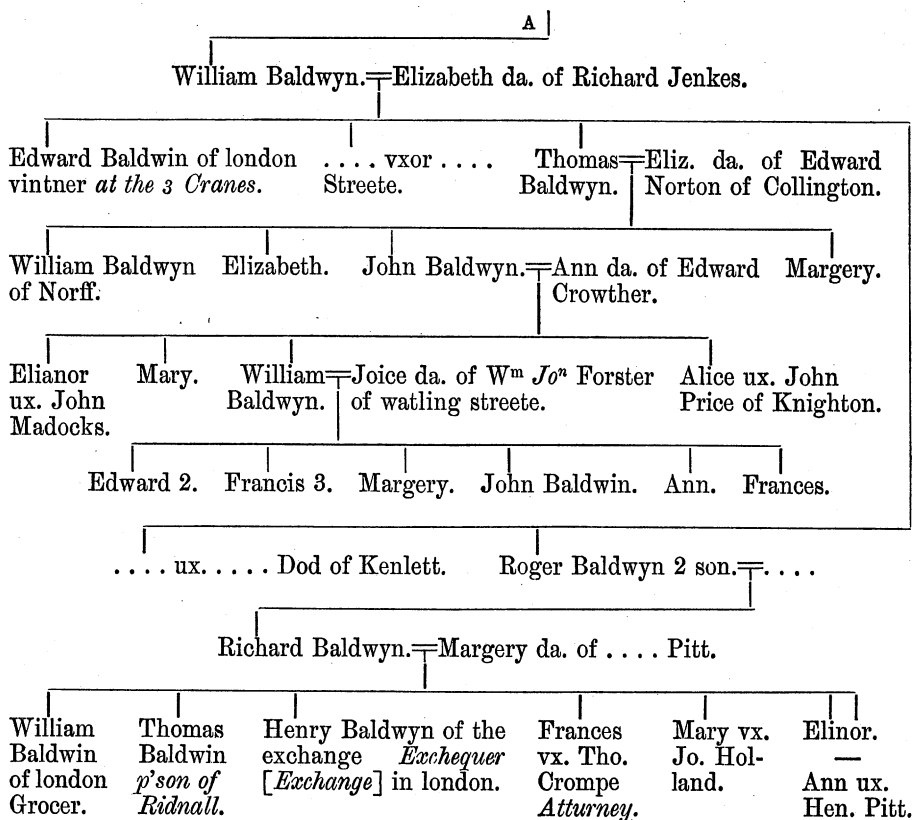 A
William Baldwyn.=Elizabeth da. of Richard Jenkes.
Edward Baldwin of london
vintner at the 3 Cranes.
. . . . vxor . . . .
Streete.
Thomas=Eliz. da. of Edward
Baldwyn. Norton of Collington.
William Baldwyn
of Norff.
Elizabeth.
John Baldwyn.=Ann da. of Edward
Crowther.
Margery.
Elianor
ux. John
Madocks.
Mary.
William=Joice da. of Wm Jon Forster
Baldwyn. of watling streete.
Alice ux. John
Price of Knighton.
Edward 2. Francis 3. Margery. John Baldwin. Ann. Frances.
. . . . ux. . . . . Dod of Kenlett. Roger Baldwyn 2 son.= . . . .
Richard Baldwyn.=Margery da. of . . . . Pitt.
William
Baldwin
of london
Grocer.
Thomas
Baldwin
p'son of
Ridnall.
Henry Baldwyn of the
exchange Exchequer
[Exchange] in london.
Frances
vx. Tho.
Crompe
Atturney.
Mary vx.
Jo. Hol-
land.
Elinor.
—
Ann ux.
Hen. Pitt.